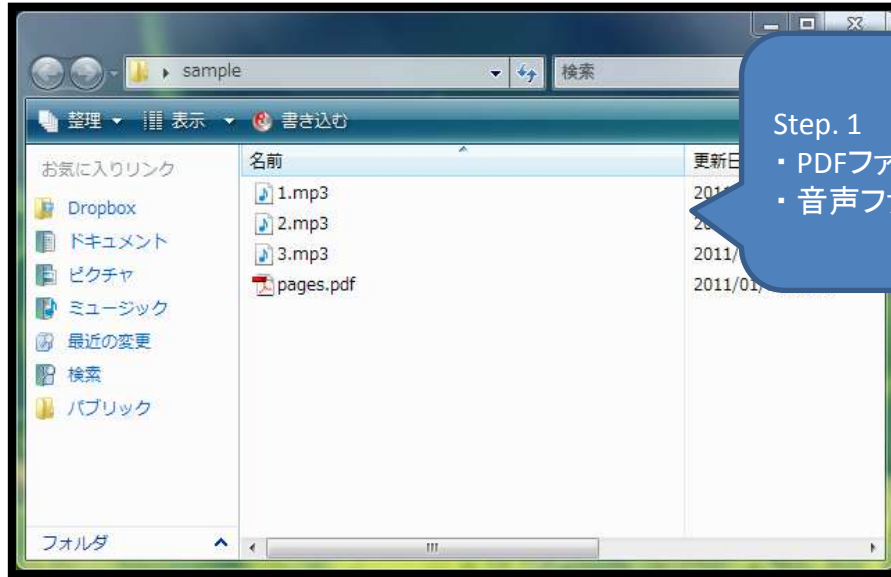 sample
検索
整理 表示 書き込む
お気に入りリンク
Dropbox
ドキュメント
ピクチャ
ミュージック
最近の変更
検索
パブリック
フォルダ
名前
更新日
1.mp3
2.mp3
3.mp3
2011/
pages.pdf
2011/01/
Step. 1
・PDFファ
・音声フ